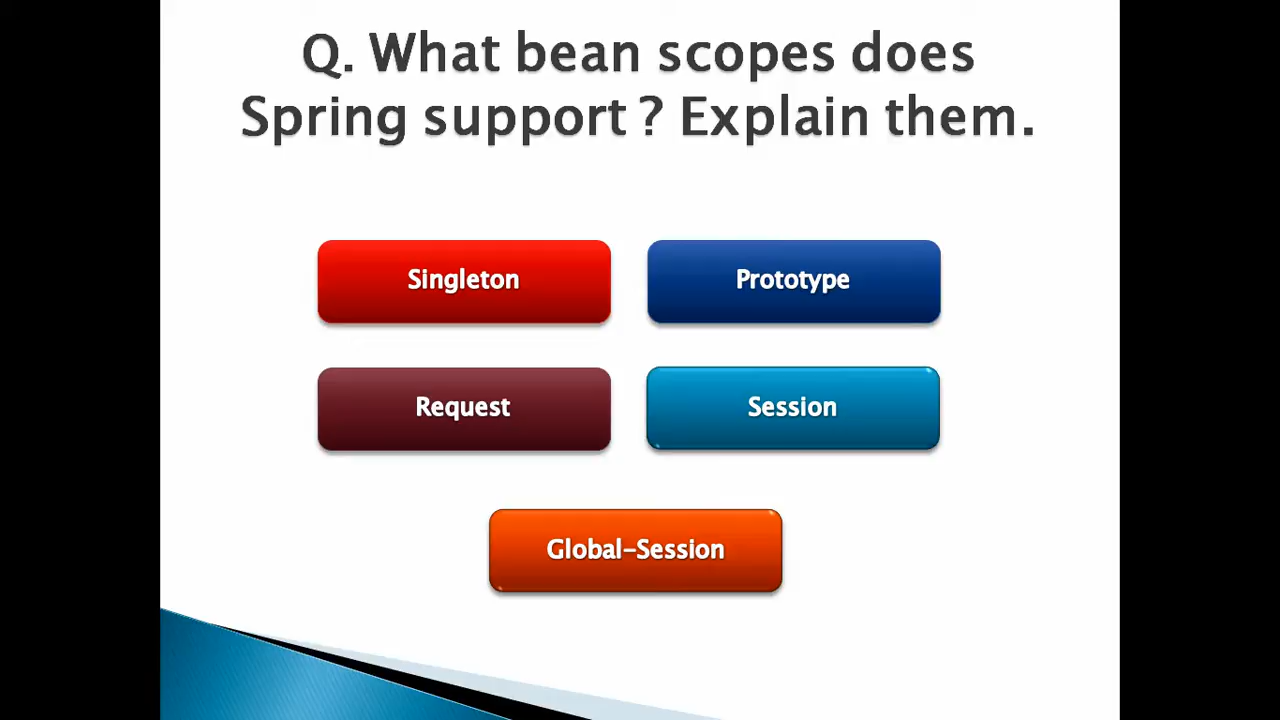 Q. What bean scopes does
Spring support ? Explain them.
Singleton
Prototype
Request
Session
Global-Session